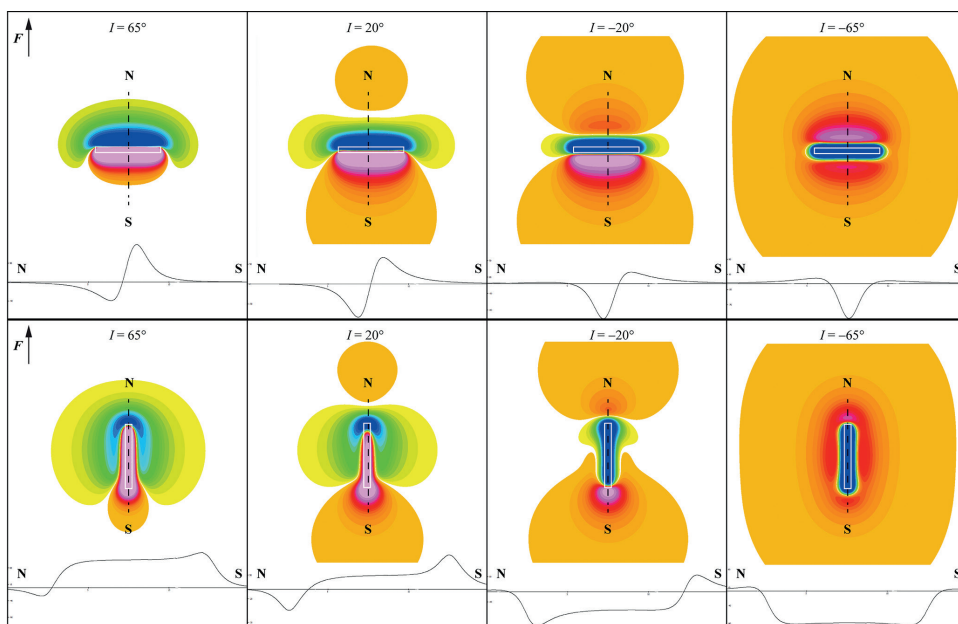 F
I = 65°
I = 20°
I = –20°
I = –65°
N
N
N
N
S
S
S
S
N
S
N
S
N
S
N
S
F
I = 65°
I = 20°
I = –20°
I = –65°
N
N
N
N
S
S
S
S
N
S
N
S
N
S
N
S